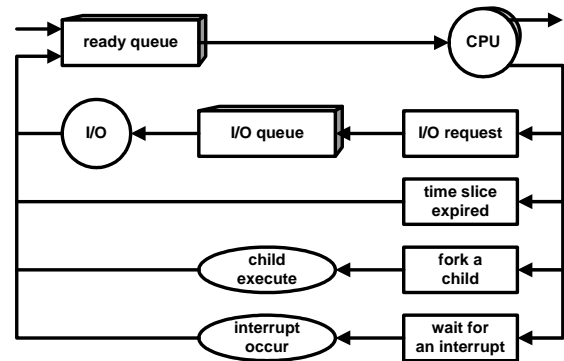 ready queue
CPU
I/O
I/O queue
I/O request
time slice
expired
child
execute
fork a
child
interrupt
occur
wait for
an interrupt